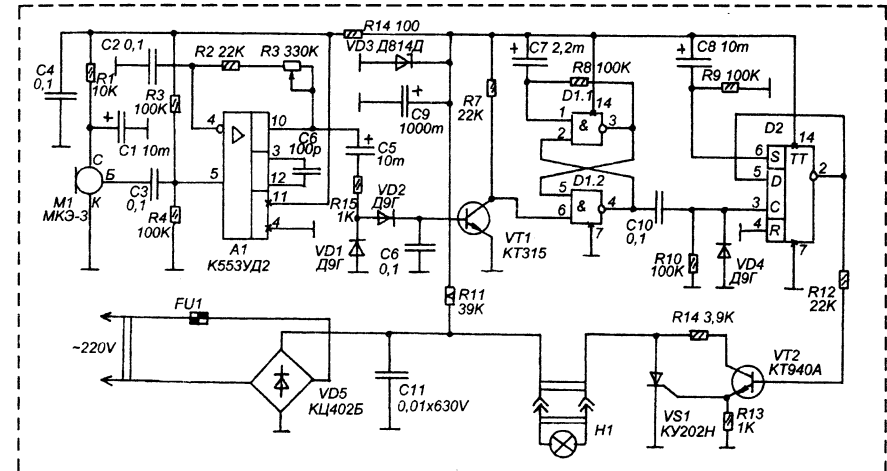 R14 100
C2 0,1
R2 22K
R3 330K
VD3 Д814Д
C7 2,2m
C8 10m
C4
0,1
R1
10K
R3
100K
R8 100K
R9 100K
D1.1
R7
22K
C9
1000m
C1 10m
4
10
C6
100p
3
12
11
4
5
C5
10m
1
2
&
14
3
D2
14
6
S
TT
2
5
D
3
C
4
R
7
C
Б
К
M1
МКЭ-3
C3
0,1
R4
100K
R15
1K
VD2
Д9Г
D1.2
5
6
&
4
7
A1
К553УД2
VD1
Д9Г
C6
0,1
VT1
КТ315
C10
0,1
R10
100K
VD4
Д9Г
R12
22K
FU1
R11
39K
~220V
R14 3,9K
VT2
КТ940А
VD5
КЦ402Б
C11
0,01x630V
H1
VS1
КУ202Н
R13
1K